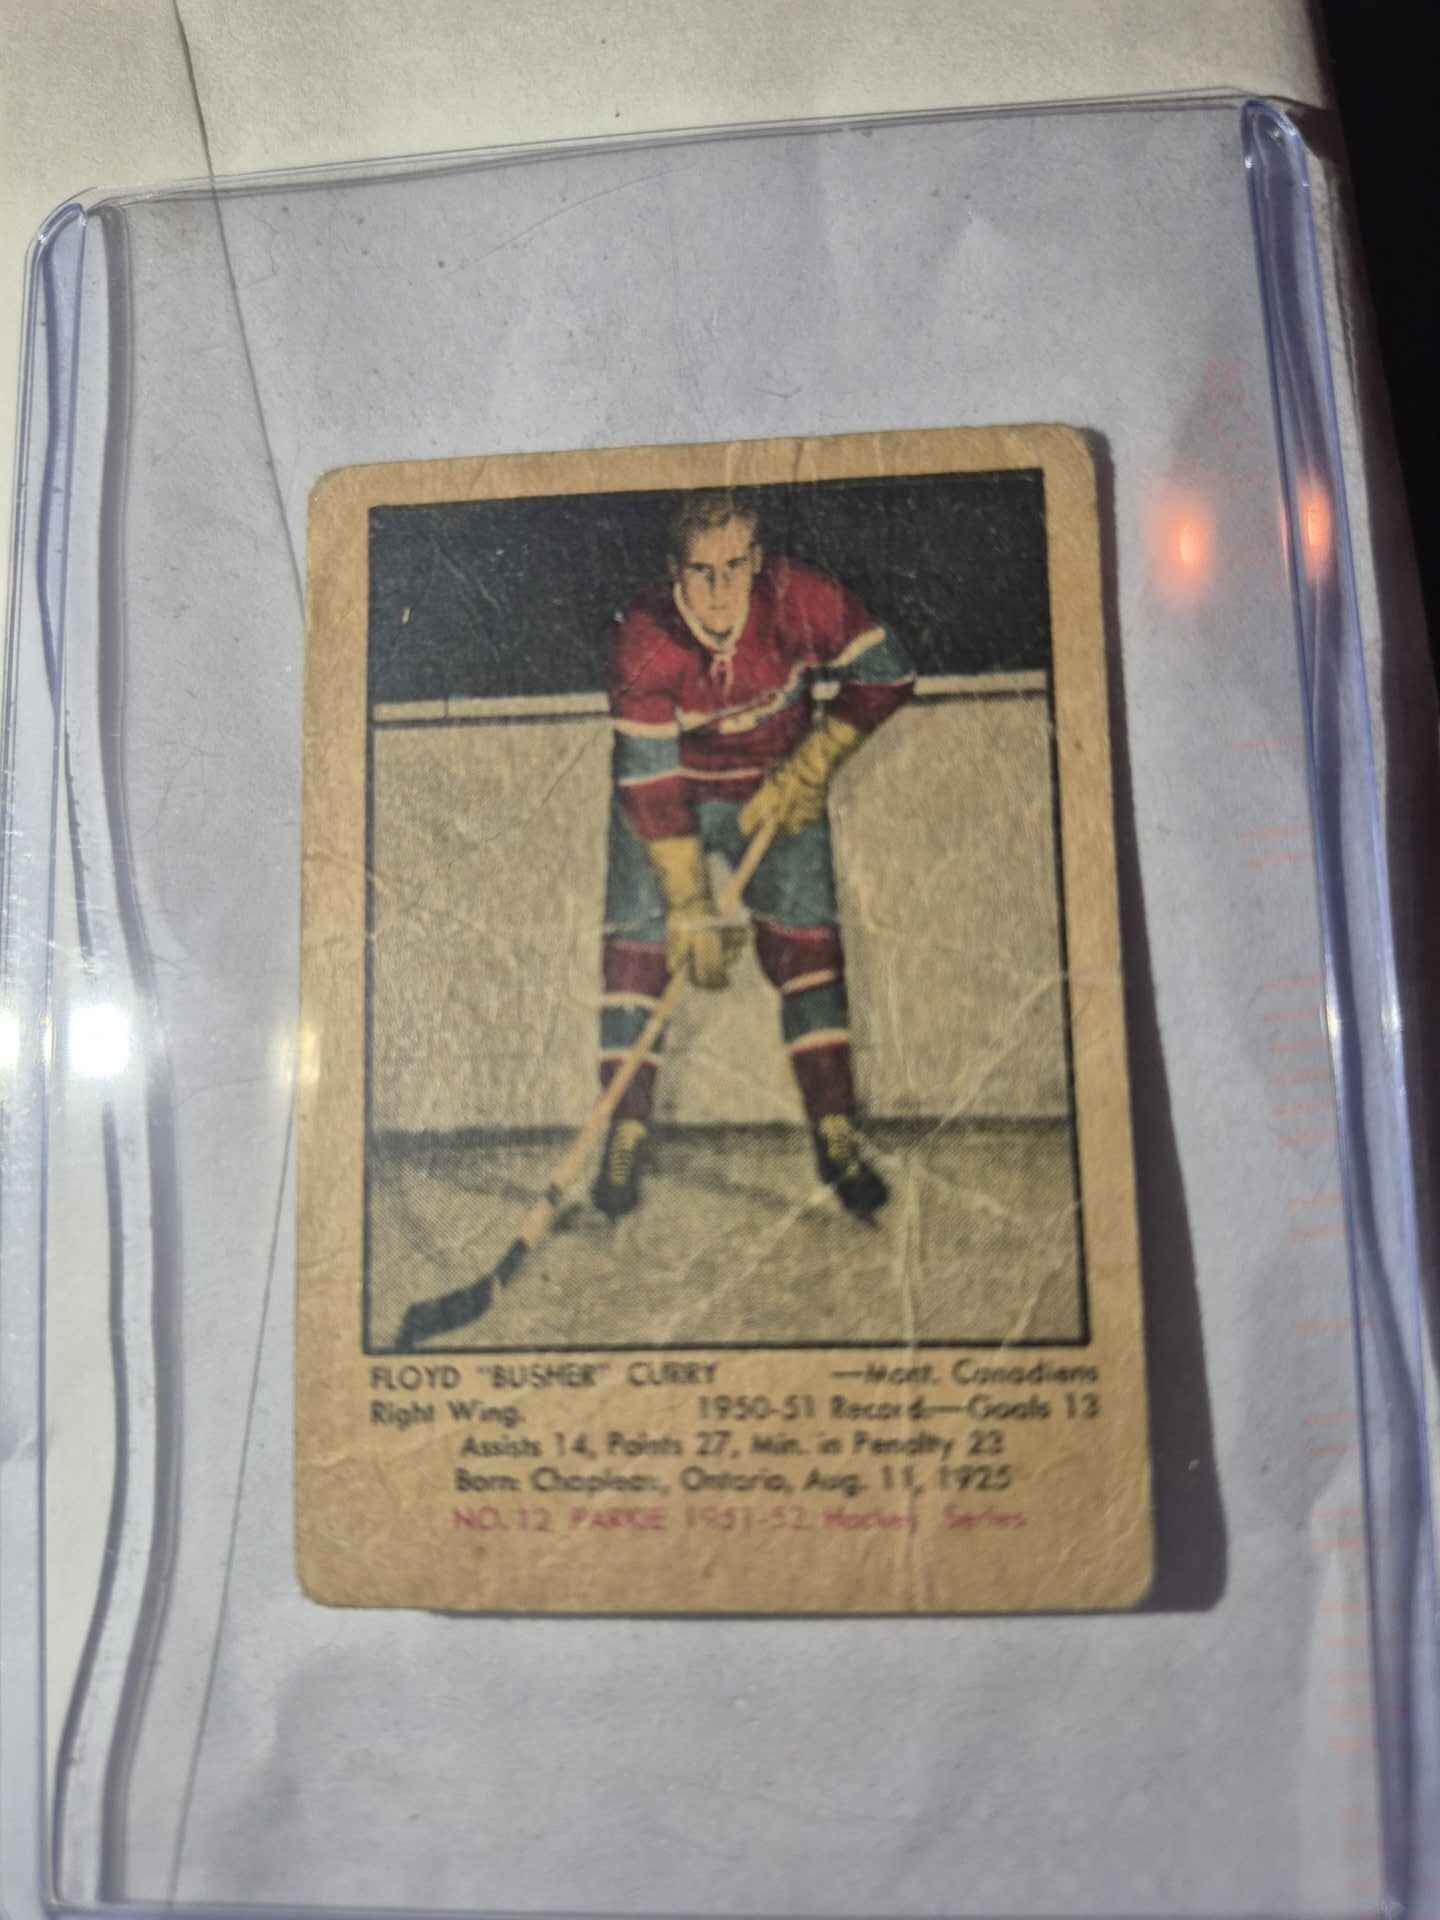 FLOYD "BUSHER" CURRY —Mont. Canadiens
Right Wing. 1950-51 Record.—Goals 13
Assists 14, Points 27, Min. in Penalty 23
Born: Chapleau, Ontario, Aug. 11, 1925
NO. 12 PARKIE 1951-52 Hockey Series